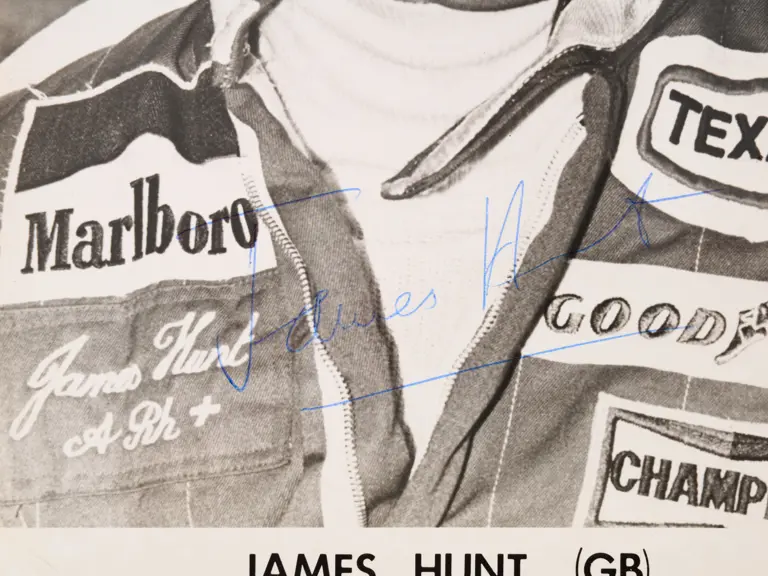 TEX
Marlboro
James Hunt
GOODY
James Hunt
A Rh +
CHAMP
JAMES HUNT (GB)